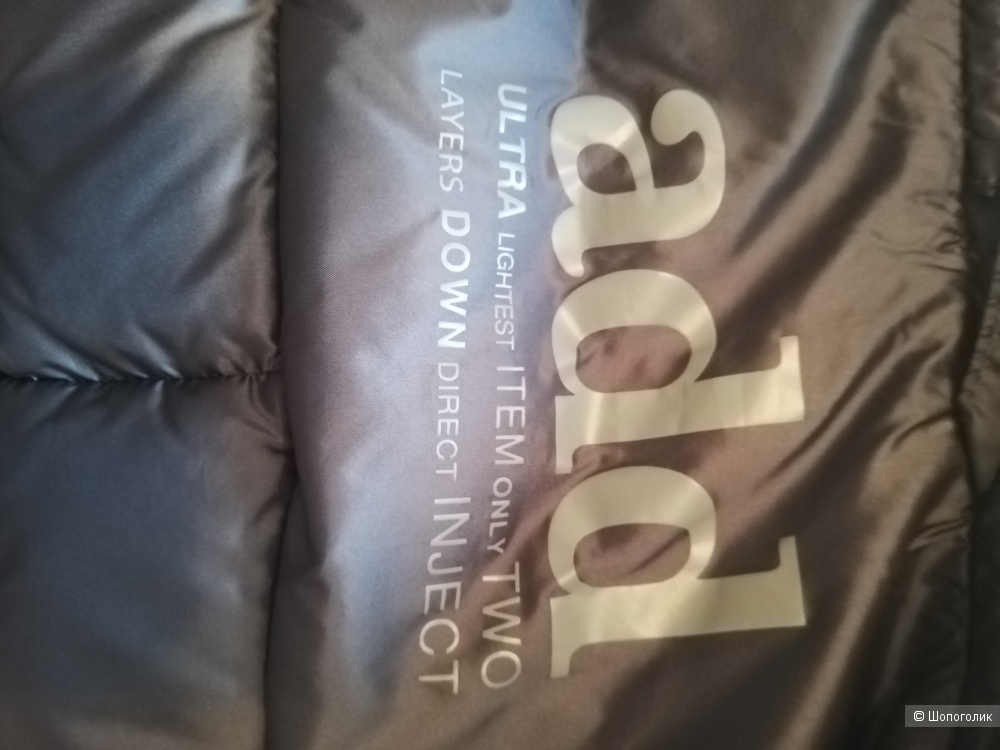 add
ULTRA LIGHTEST ITEM ONLY TWO
LAYERS DOWN DIRECT INJECT
© Шопоголик